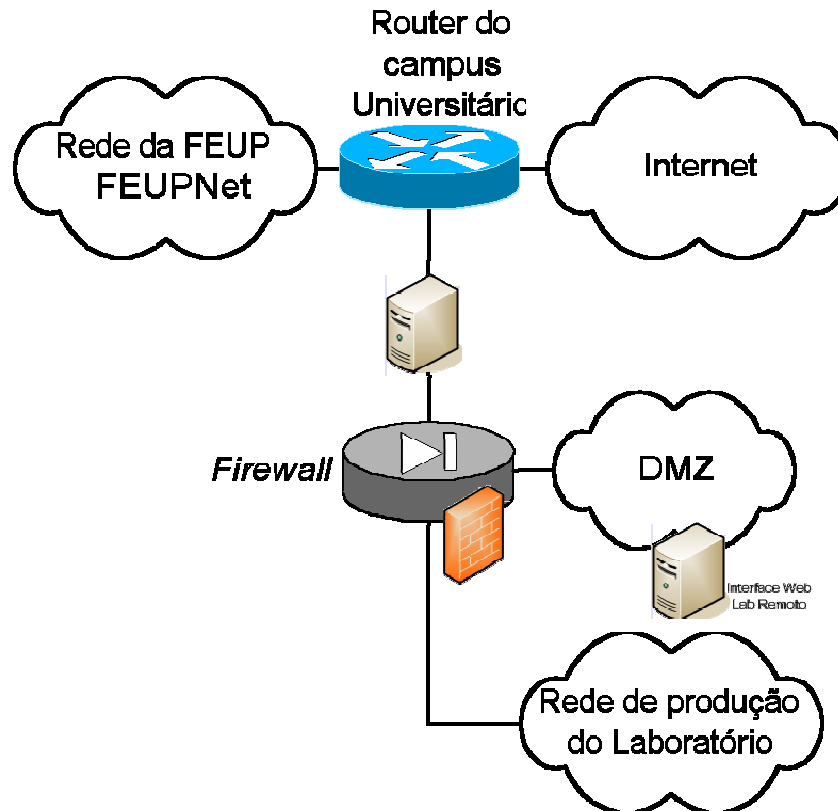 Router do
campus
Universitário
Rede da FEUP
FEUPNet
Internet
Firewall
DMZ
Interface Web
Lab Remoto
Rede de produção
do Laboratório